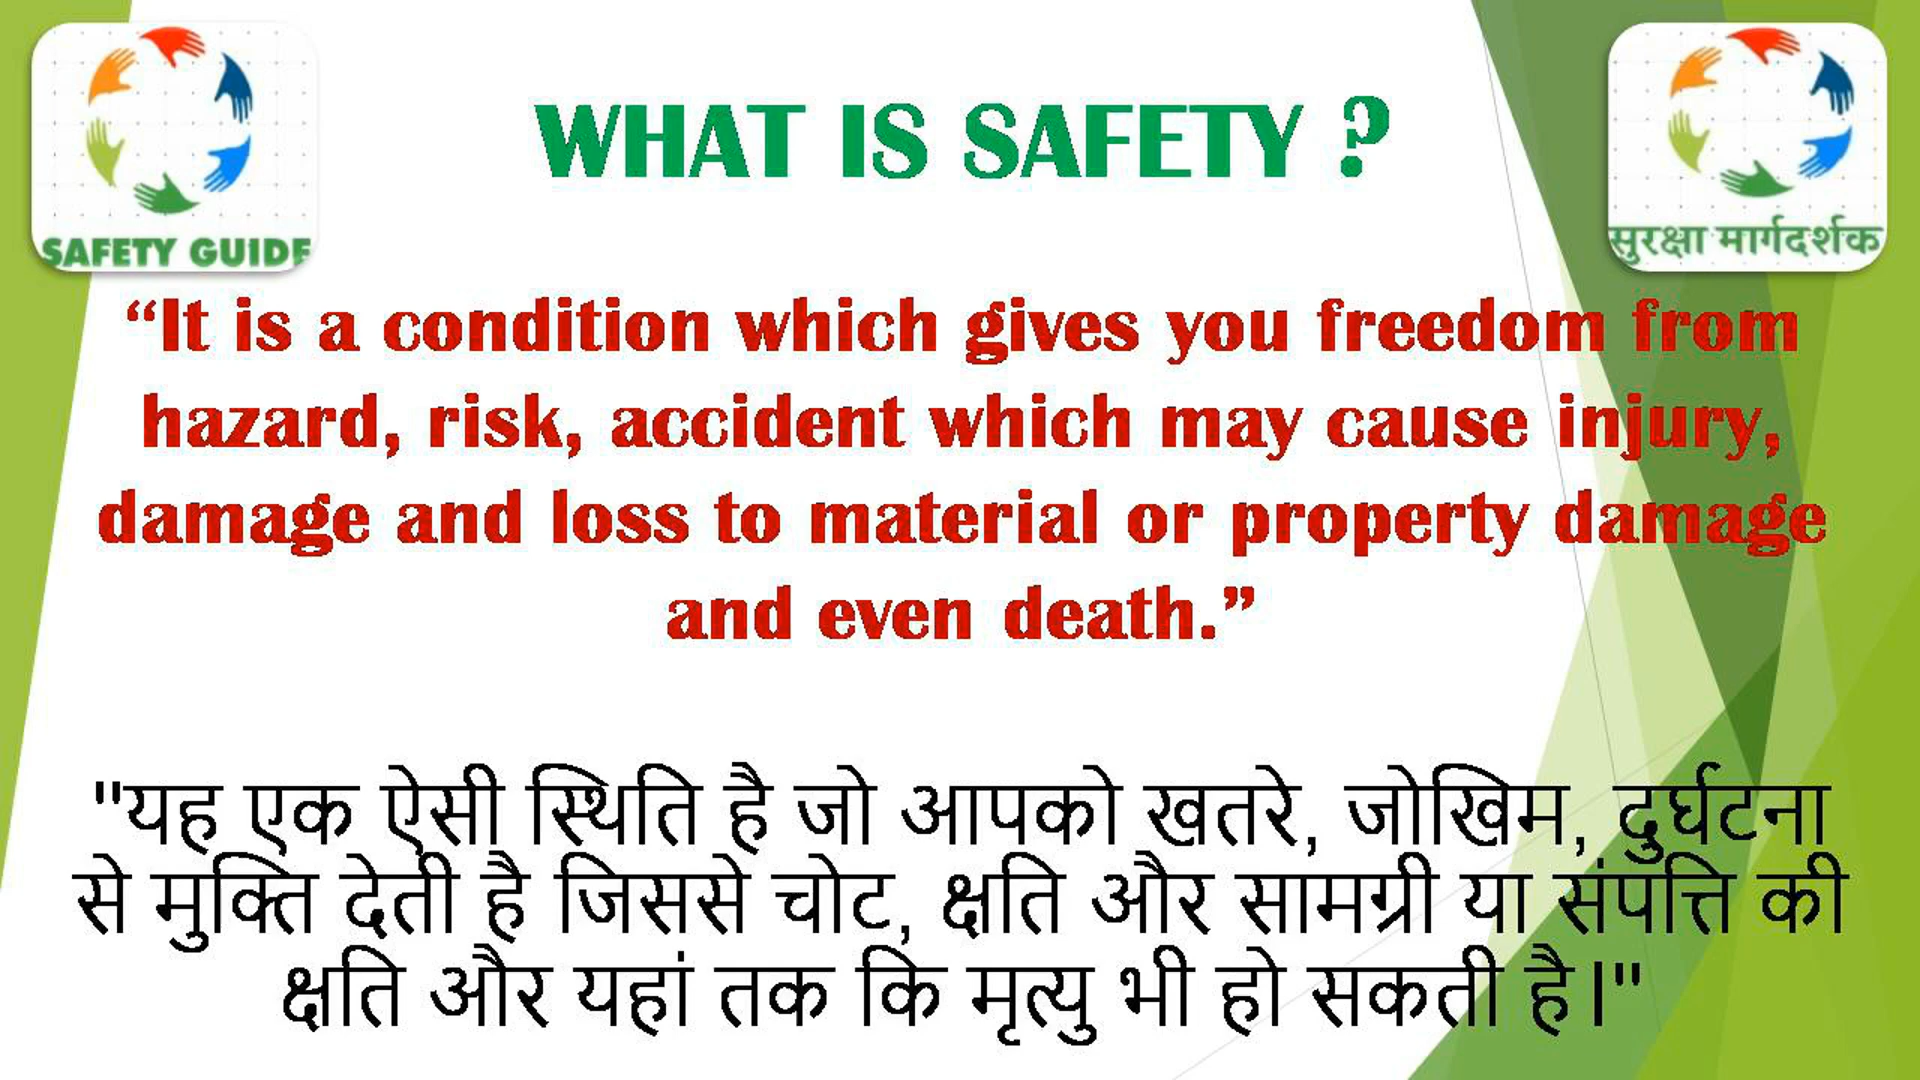 SAFETY GUIDE
WHAT IS SAFETY ?
सुरक्षा मार्गदर्शक
“It is a condition which gives you freedom from
hazard, risk, accident which may cause injury,
damage and loss to material or property damage
and even death.”
"यह एक ऐसी स्थिति है जो आपको खतरे, जोखिम, दुर्घटना
से मुक्ति देती है जिससे चोट, क्षति और सामग्री या संपत्ति की
क्षति और यहां तक कि मृत्यु भी हो सकती है।"